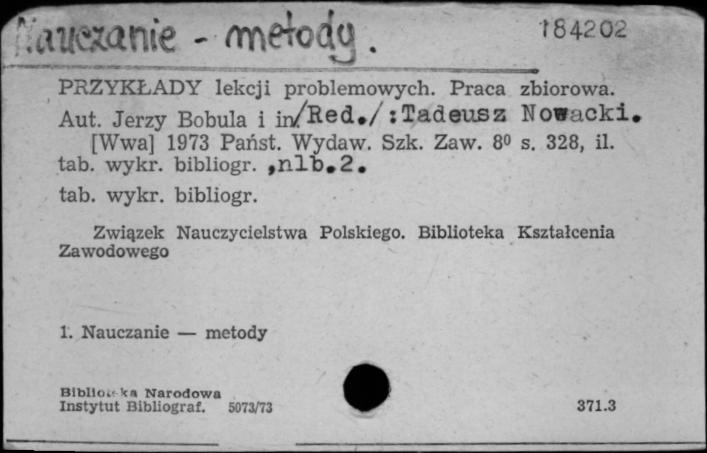 Nauczanie - metody.
184202
PRZYKŁADY lekcji problemowych. Praca zbiorowa.
Aut. Jerzy Bobula i in/Red./:Tadeusz Nowacki.
[Wwa] 1973 Państ. Wydaw. Szk. Zaw. 8⁰ s. 328, il.
tab. wykr. bibliogr. ,nlb.2.
tab. wykr. bibliogr.
Związek Nauczycielstwa Polskiego. Biblioteka Kształcenia
Zawodowego
1. Nauczanie — metody
Biblioteka Narodowa
Instytut Bibliograf. 5073/73
371.3